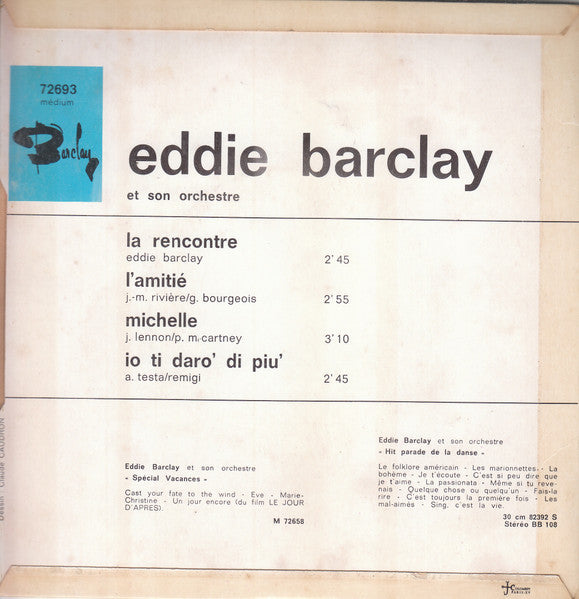 72693
médium
Barclay
eddie barclay
et son orchestre
la rencontre
eddie barclay 2'45
l'amitié
j.-m. rivière/g. bourgeois 2'55
michelle
j. lennon/p. mc cartney 3'10
io ti daro' di piu'
a. testa/remigi 2'45
Eddie Barclay et son orchestre
- Spécial Vacances -
Cast your fate to the wind - Eve - Marie-
Christine - Un jour encore (du film LE JOUR
D'APRES).
M 72658
Eddie Barclay et son orchestre
- Hit parade de la danse -
Le folklore américain - Les marionnettes - La
bohême - Je t'écoute - C'est si peu dire que
je t'aime - La passionata - Même si tu reve-
nais - Quelque chose ou quelqu'un - Fais-la
rire - C'est toujours la première fois - Les
mal-aimés - Sing, c'est la vie.
30 cm 82392 S
Stéréo BB 108
Dessin Claude CAUDRON